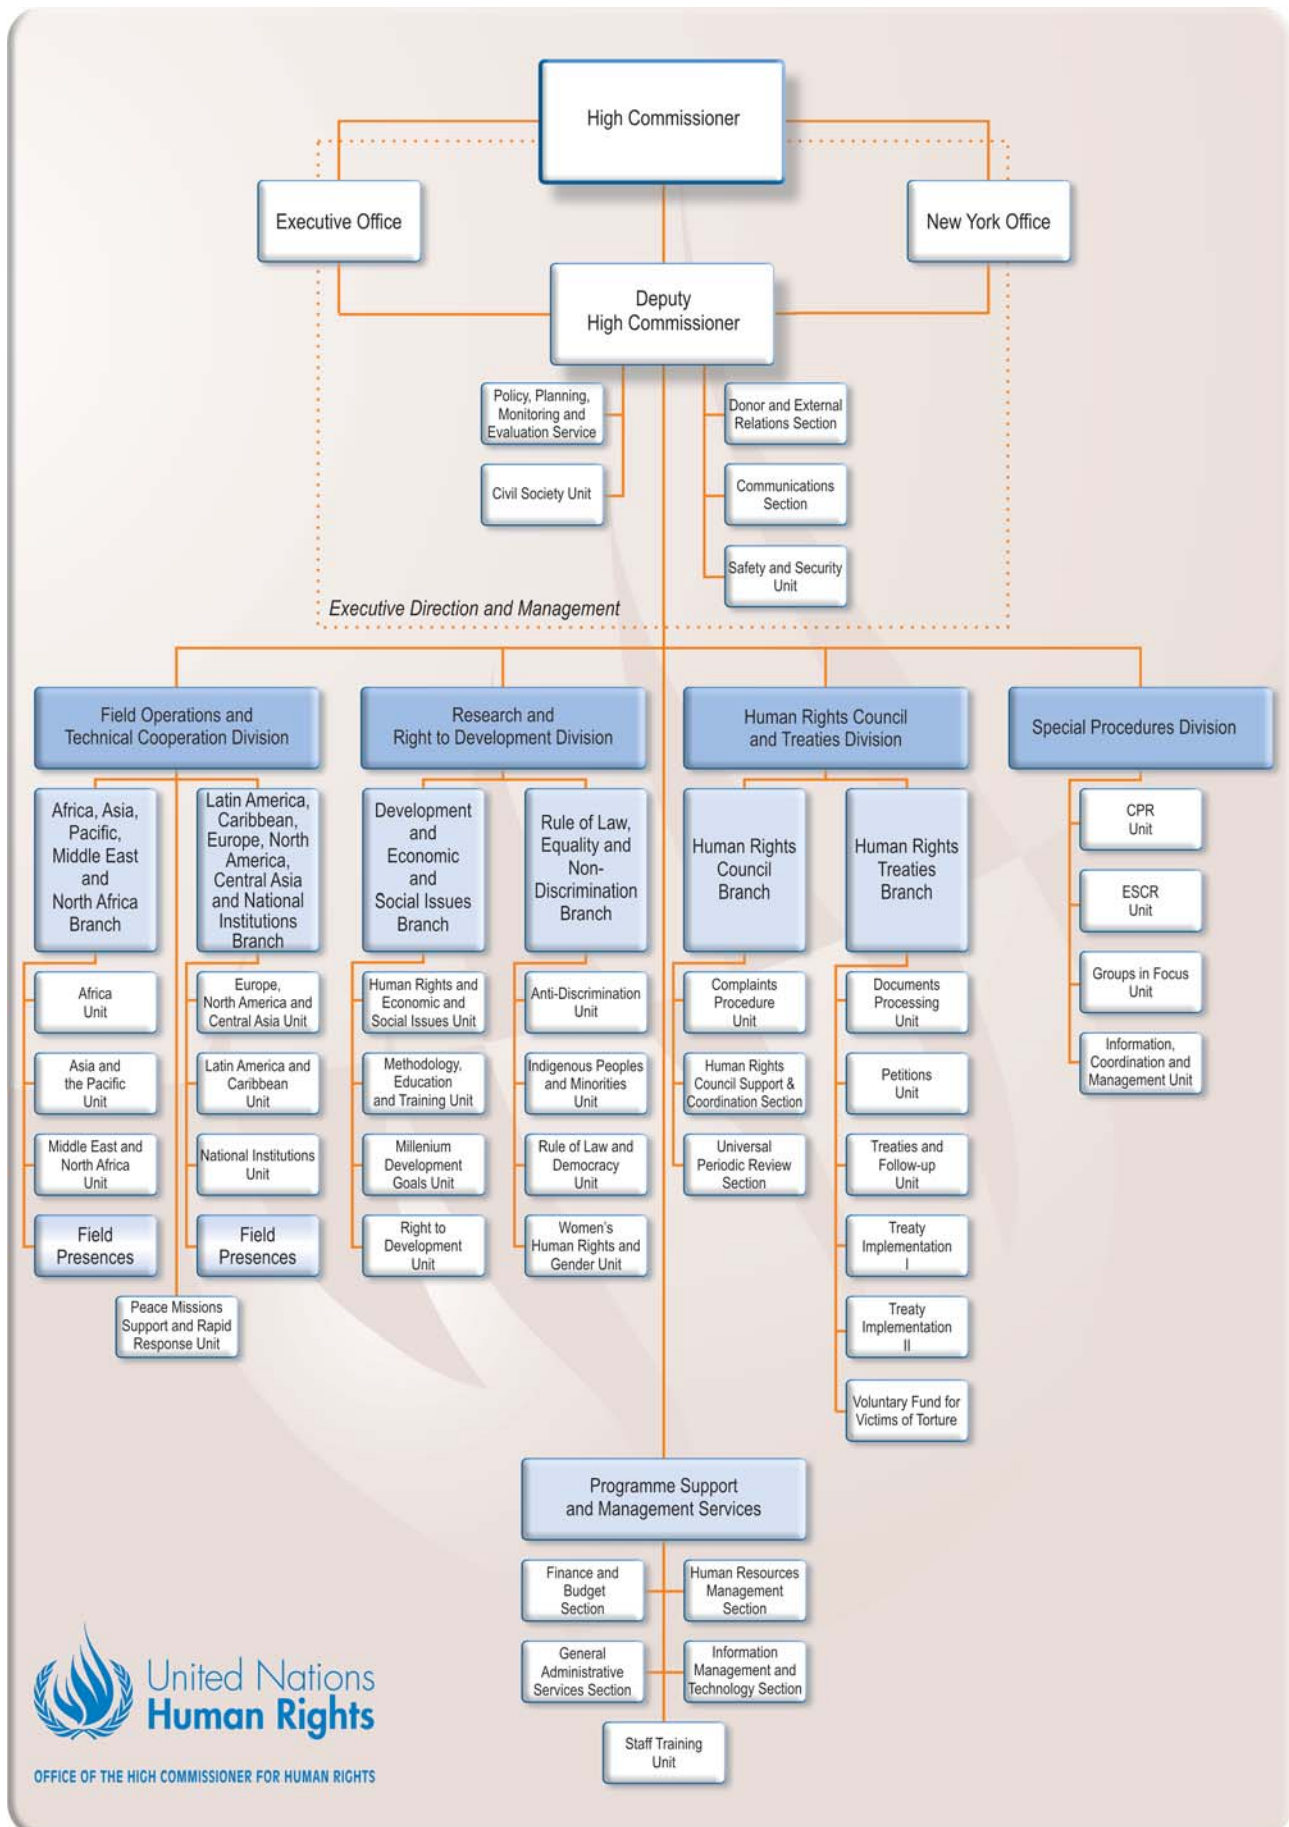 High Commissioner
Executive Office
New York Office
Deputy
High Commissioner
Policy, Planning,
Monitoring and
Evaluation Service
Donor and External
Relations Section
Civil Society Unit
Communications
Section
Safety and Security
Unit
Executive Direction and Management
Field Operations and
Technical Cooperation Division
Research and
Right to Development Division
Human Rights Council
and Treaties Division
Special Procedures Division
Africa, Asia,
Pacific,
Middle East
and
North Africa
Branch
Latin America,
Caribbean,
Europe, North
America,
Central Asia
and National
Institutions
Branch
Development
and
Economic
and
Social Issues
Branch
Rule of Law,
Equality and
Non-
Discrimination
Branch
Human Rights
Council
Branch
Human Rights
Treaties
Branch
CPR
Unit
ESCR
Unit
Groups in Focus
Unit
Information,
Coordination and
Management Unit
Africa
Unit
Asia and
the Pacific
Unit
Middle East and
North Africa
Unit
Field
Presences
Europe,
North America and
Central Asia Unit
Latin America and
Caribbean
Unit
National Institutions
Unit
Field
Presences
Peace Missions
Support and Rapid
Response Unit
Human Rights and
Economic and
Social Issues Unit
Methodology,
Education
and Training Unit
Millenium
Development
Goals Unit
Right to
Development
Unit
Anti-Discrimination
Unit
Indigenous Peoples
and Minorities
Unit
Rule of Law and
Democracy
Unit
Women's
Human Rights and
Gender Unit
Complaints
Procedure
Unit
Human Rights
Council Support &
Coordination Section
Universal
Periodic Review
Section
Documents
Processing
Unit
Petitions
Unit
Treaties and
Follow-up
Unit
Treaty
Implementation
I
Treaty
Implementation
II
Voluntary Fund for
Victims of Torture
Programme Support
and Management Services
Finance and
Budget
Section
Human Resources
Management
Section
General
Administrative
Services Section
Information
Management and
Technology Section
Staff Training
Unit
United Nations
Human Rights
OFFICE OF THE HIGH COMMISSIONER FOR HUMAN RIGHTS